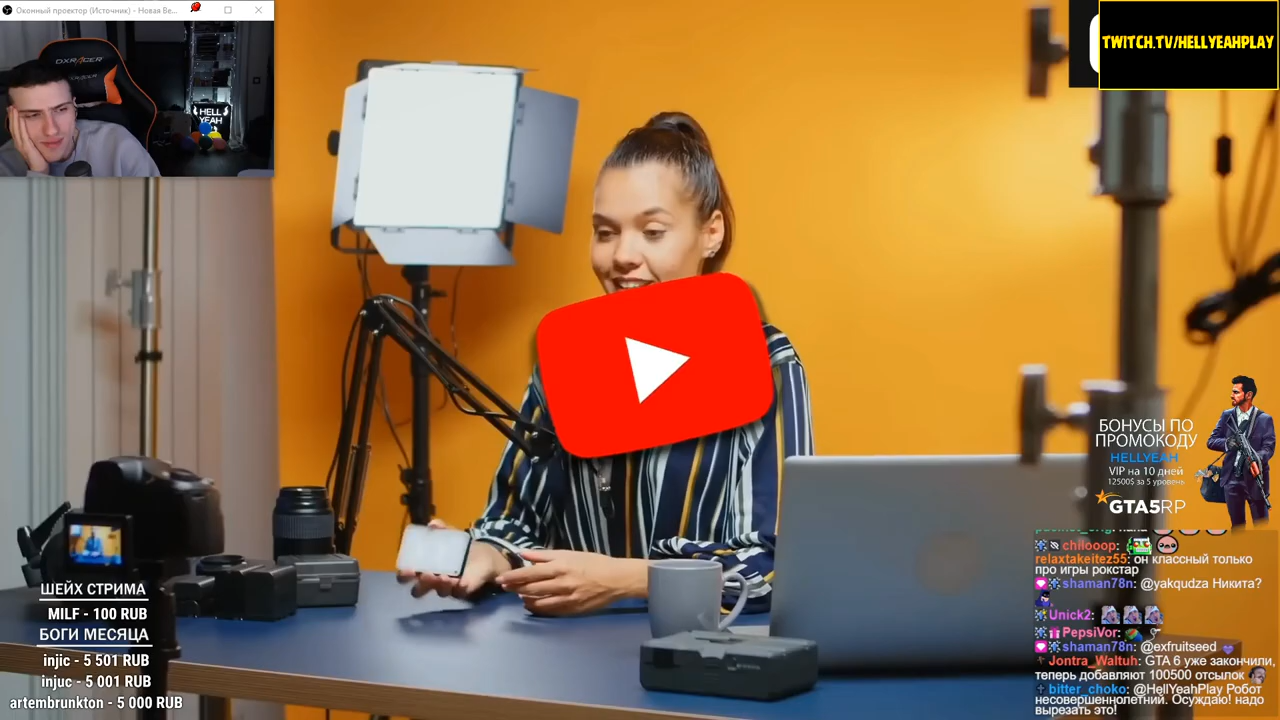 Оконный проектор (Источник) - Новая Ве...
TWITCH.TV/HELLYEAHPLAY
DXRACER
HELL
YEAH
БОНУСЫ ПО
ПРОМОКОДУ
HELLYEAH
VIP на 10 дней
12500$ за 5 уровень
GTA5RP
chilooop:
relaxtakeitez55: он классный только
про игры рокстар
shaman78n: @yakqudza Никита?
Unick2:
PepsiVor:
shaman78n: @exfruitseed
Jontra_Waltuh: GTA 6 уже закончили,
теперь добавляют 100500 отсылок
bitter_choko: @HellYeahPlay Робот
несовершеннолетний. Осуждаю! надо
вырезать это!
ШЕЙХ СТРИМА
MILF - 100 RUB
БОГИ МЕСЯЦА
injic - 5 501 RUB
injuc - 5 001 RUB
artembrunkton - 5 000 RUB